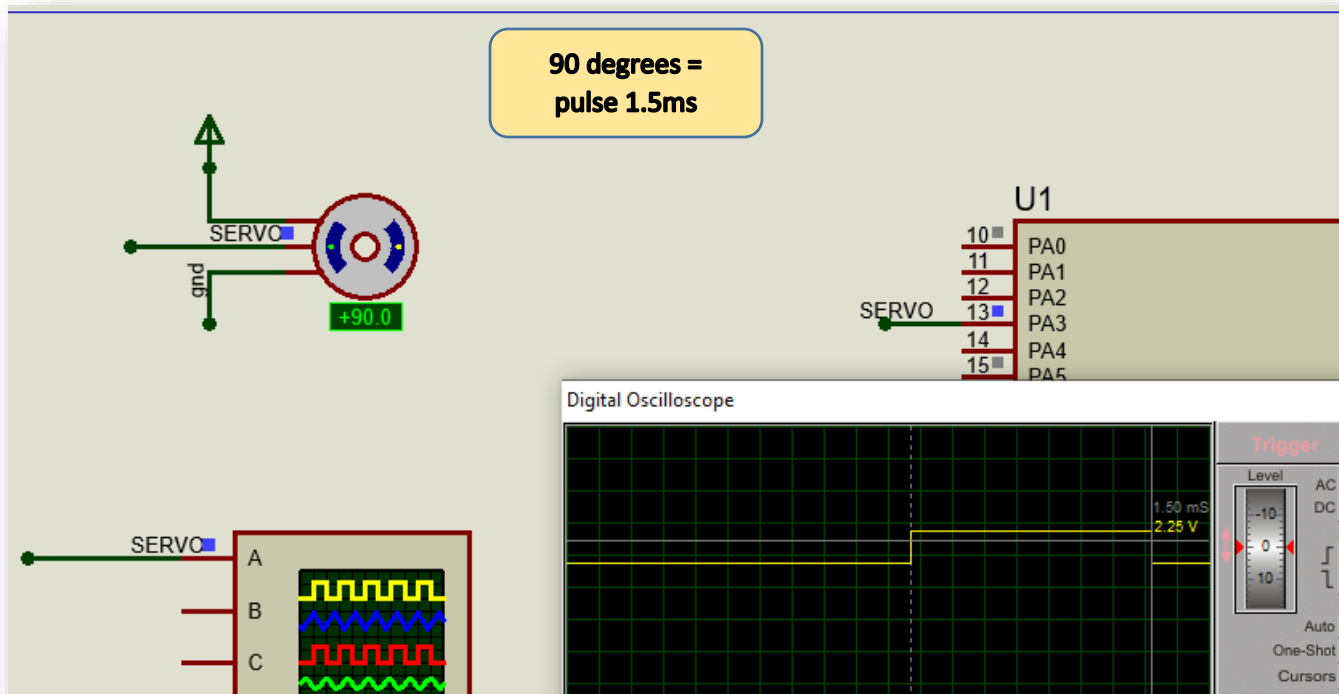 90 degrees =
pulse 1.5ms
SERVO
gnd
+90.0
U1
10
PA0
11
PA1
12
PA2
SERVO
13
PA3
14
PA4
15
PA5
Digital Oscilloscope
Trigger
Level
AC
DC
-10
0
10
Auto
One-Shot
Cursors
1.50 mS
2.25 V
SERVO
A
B
C